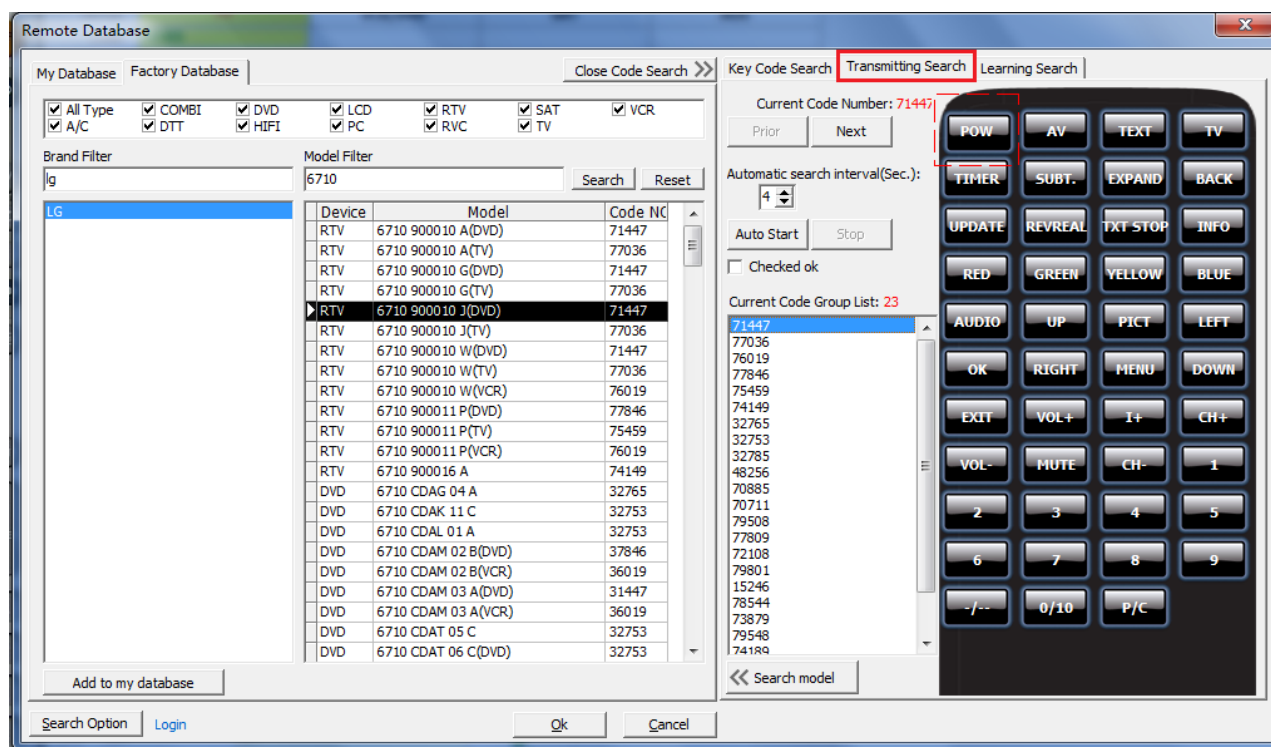 Remote Database
My Database Factory Database Close Code Search
All Type COMBI DVD LCD RTV SAT VCR
A/C DTT HIFI PC RVC TV
Brand Filter Model Filter
lg 6710 Search Reset
LG
Device Model Code NO
RTV 6710 900010 A(DVD) 71447
RTV 6710 900010 A(TV) 77036
RTV 6710 900010 G(DVD) 71447
RTV 6710 900010 G(TV) 77036
RTV 6710 900010 J(DVD) 71447
RTV 6710 900010 J(TV) 77036
RTV 6710 900010 W(DVD) 71447
RTV 6710 900010 W(TV) 77036
RTV 6710 900010 W(VCR) 76019
RTV 6710 900011 P(DVD) 77846
RTV 6710 900011 P(TV) 75459
RTV 6710 900011 P(VCR) 76019
RTV 6710 900016 A 74149
DVD 6710 CDAG 04 A 32765
DVD 6710 CDAK 11 C 32753
DVD 6710 CDAL 01 A 32753
DVD 6710 CDAM 02 B(DVD) 37846
DVD 6710 CDAM 02 B(VCR) 36019
DVD 6710 CDAM 03 A(DVD) 31447
DVD 6710 CDAM 03 A(VCR) 36019
DVD 6710 CDAT 05 C 32753
DVD 6710 CDAT 06 C(DVD) 32753
Add to my database
Search Option Login Ok Cancel
Key Code Search Transmitting Search Learning Search
Current Code Number: 71447
Prior Next
Automatic search interval(Sec.):
4
Auto Start Stop
Checked ok
Current Code Group List: 23
71447
77036
76019
77846
75459
74149
32765
32753
32785
48256
70885
70711
79508
77809
72108
79801
15246
78544
73879
79548
74189
Search model
POW AV TEXT TV
TIMER SUBT. EXPAND BACK
UPDATE REVREAL TXT STOP INFO
RED GREEN YELLOW BLUE
AUDIO UP PICT LEFT
OK RIGHT MENU DOWN
EXIT VOL+ I+ CH+
VOL- MUTE CH- 1
2 3 4 5
6 7 8 9
-/-- 0/10 P/C